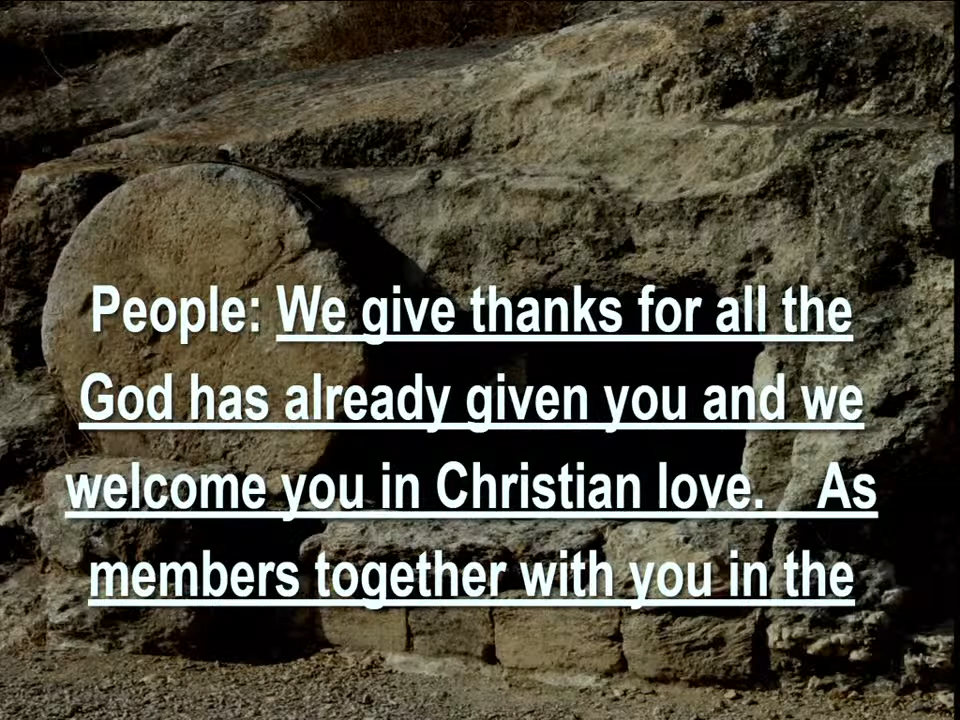 People: We give thanks for all the
God has already given you and we
welcome you in Christian love.    As
members together with you in the